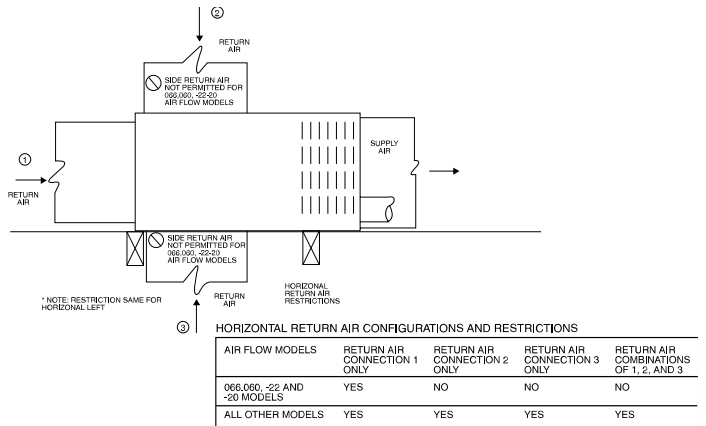 2
RETURN
AIR
SIDE RETURN AIR
NOT PERMITTED FOR
066,060, -22-20
AIR FLOW MODELS
SUPPLY
AIR
1
RETURN
AIR
SIDE RETURN AIR
NOT PERMITTED FOR
066,060, -22-20
AIR FLOW MODELS
HORIZONAL
RETURN AIR
RESTRICTIONS
* NOTE: RESTRICTION SAME FOR
HORIZONAL LEFT
RETURN
AIR
3
HORIZONTAL RETURN AIR CONFIGURATIONS AND RESTRICTIONS
AIR FLOW MODELS
RETURN AIR
CONNECTION 1
ONLY
RETURN AIR
CONNECTION 2
ONLY
RETURN AIR
CONNECTION 3
ONLY
RETURN AIR
COMBINATIONS
OF 1, 2, AND 3
066.060, -22 AND
-20 MODELS
YES
NO
NO
NO
ALL OTHER MODELS
YES
YES
YES
YES